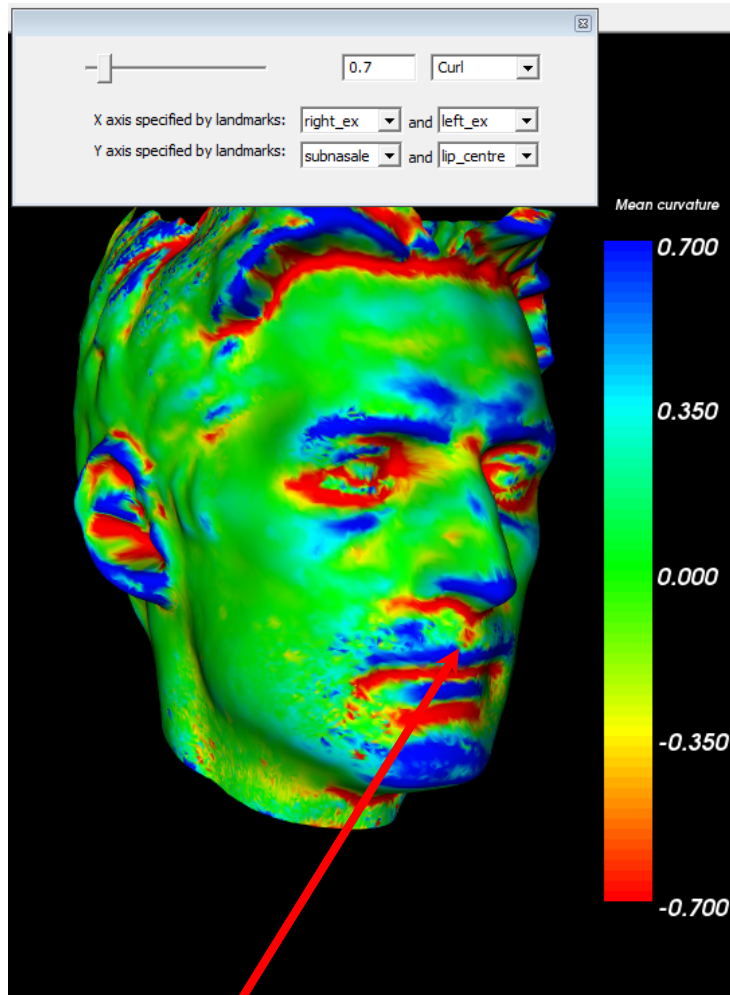 0.7 Curl
X axis specified by landmarks: right_ex and left_ex
Y axis specified by landmarks: subnasale and lip_centre
Mean curvature
0.700
0.350
0.000
-0.350
-0.700